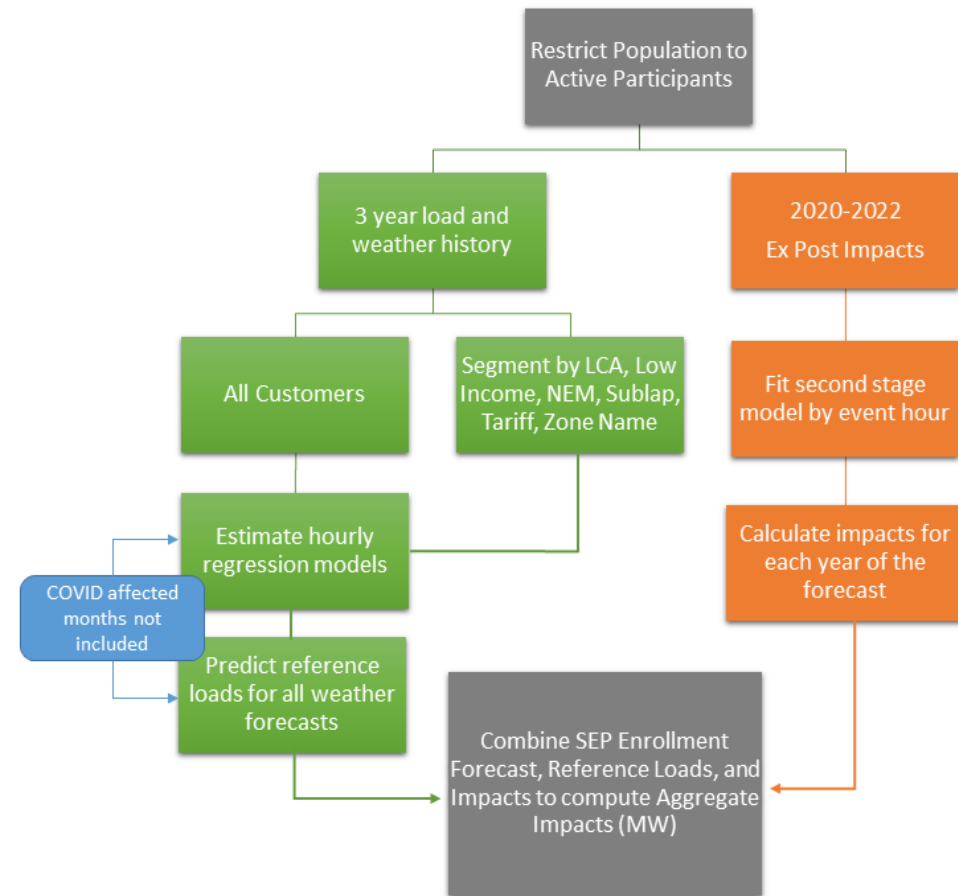 Restrict Population to
Active Participants
3 year load and
weather history
2020-2022
Ex Post Impacts
All Customers
Segment by LCA, Low
Income, NEM, Sublap,
Tariff, Zone Name
Fit second stage
model by event hour
Estimate hourly
regression models
Calculate impacts for
each year of the
forecast
COVID affected
months not
included
Predict reference
loads for all weather
forecasts
Combine SEP Enrollment
Forecast, Reference Loads, and
Impacts to compute Aggregate
Impacts (MW)